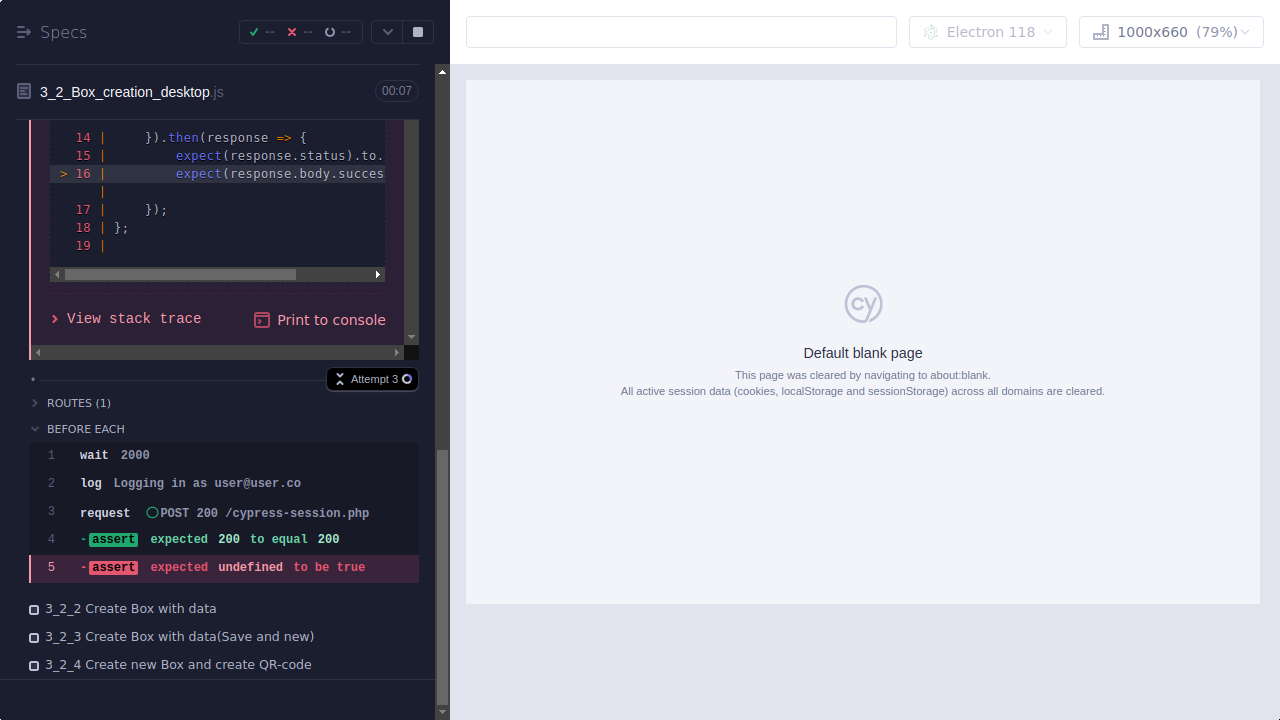 Specs
--
--
--
Electron 118
1000x660 (79%)
3_2_Box_creation_desktop.js
00:07
14 | }).then(response => {
15 | expect(response.status).to.
> 16 | expect(response.body.succes
|
17 | });
18 | };
19 |
View stack trace
Print to console
Attempt 3
ROUTES (1)
BEFORE EACH
1 wait 2000
2 log Logging in as user@user.co
3 request POST 200 /cypress-session.php
4 -assert expected 200 to equal 200
5 -assert expected undefined to be true
3_2_2 Create Box with data
3_2_3 Create Box with data(Save and new)
3_2_4 Create new Box and create QR-code
cy
Default blank page
This page was cleared by navigating to about:blank.
All active session data (cookies, localStorage and sessionStorage) across all domains are cleared.